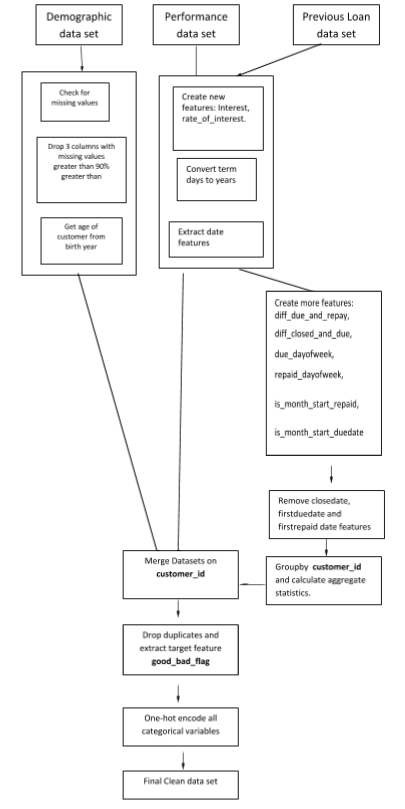 Demographic
data set
Performance
data set
Previous Loan
data set
Check for
missing values
Drop 3 columns with
missing values
greater than 90%
greater than
Get age of
customer from
birth year
Create new
features: Interest,
rate_of_interest.
Convert term
days to years
Extract date
features
Create more features:
diff_due_and_repay,
diff_closed_and_due,
due_dayofweek,
repaid_dayofweek,
is_month_start_repaid,
is_month_start_duedate
Remove closedate,
firstduedate and
firstrepaid date features
Groupby customer_id
and calculate aggregate
statistics.
Merge Datasets on
customer_id
Drop duplicates and
extract target feature
good_bad_flag
One-hot encode all
categorical variables
Final Clean data set